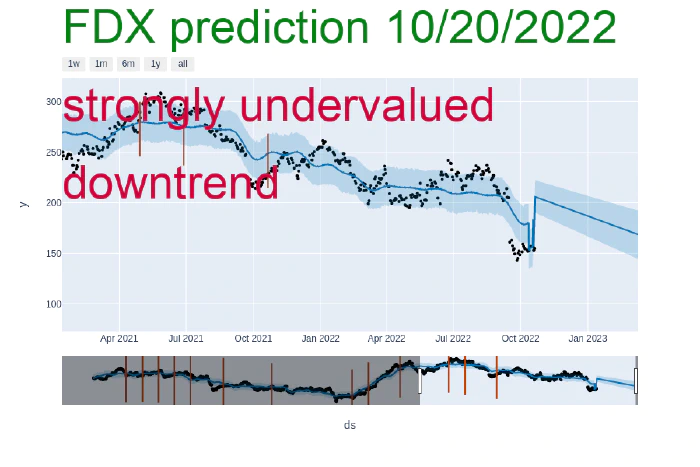 FDX prediction 10/20/2022
1w 1m 6m 1y all
strongly undervalued
downtrend
300
250
200
150
100
y
Apr 2021 Jul 2021 Oct 2021 Jan 2022 Apr 2022 Jul 2022 Oct 2022 Jan 2023
ds